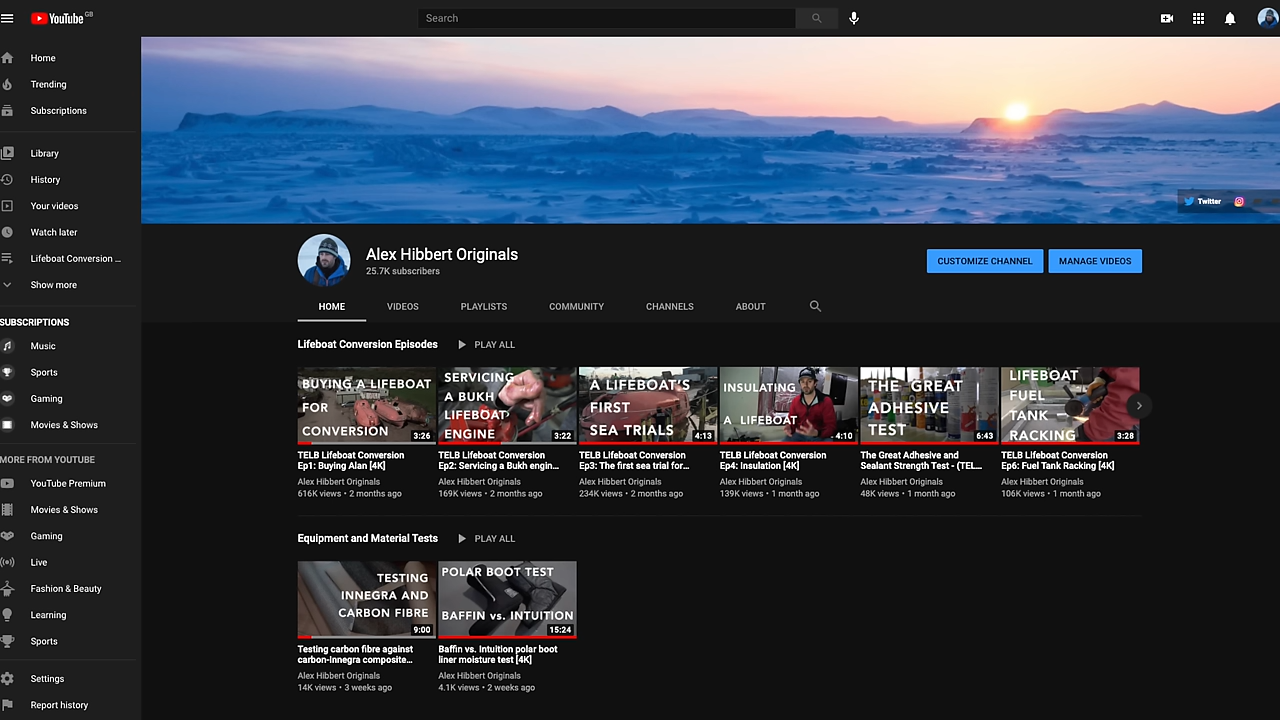 YouTube GB
Search
Home
Trending
Subscriptions
Library
History
Your videos
Watch later
Lifeboat Conversion ...
Show more
SUBSCRIPTIONS
Music
Sports
Gaming
Movies & Shows
MORE FROM YOUTUBE
YouTube Premium
Movies & Shows
Gaming
Live
Fashion & Beauty
Learning
Sports
Settings
Report history
Twitter
Alex Hibbert Originals
25.7K subscribers
CUSTOMIZE CHANNEL
MANAGE VIDEOS
HOME
VIDEOS
PLAYLISTS
COMMUNITY
CHANNELS
ABOUT
Lifeboat Conversion Episodes
PLAY ALL
BUYING A LIFEBOAT
FOR
CONVERSION
3:26
TELB Lifeboat Conversion
Ep1: Buying Alan [4K]
Alex Hibbert Originals
616K views • 2 months ago
SERVICING
A BUKH
LIFEBOAT
ENGINE
3:22
TELB Lifeboat Conversion
Ep2: Servicing a Bukh engin...
Alex Hibbert Originals
169K views • 2 months ago
A LIFEBOAT'S
FIRST
SEA TRIALS
4:13
TELB Lifeboat Conversion
Ep3: The first sea trial for...
Alex Hibbert Originals
234K views • 2 months ago
INSULATING
A LIFEBOAT
4:10
TELB Lifeboat Conversion
Ep4: Insulation [4K]
Alex Hibbert Originals
139K views • 1 month ago
THE GREAT
ADHESIVE
TEST
6:43
The Great Adhesive and
Sealant Strength Test - (TEL...
Alex Hibbert Originals
48K views • 1 month ago
LIFEBOAT
FUEL
TANK
RACKING
3:28
TELB Lifeboat Conversion
Ep6: Fuel Tank Racking [4K]
Alex Hibbert Originals
106K views • 1 month ago
Equipment and Material Tests
PLAY ALL
TESTING
INNEGRA AND
CARBON FIBRE
9:00
Testing carbon fibre against
carbon-Innegra composite...
Alex Hibbert Originals
14K views • 3 weeks ago
POLAR BOOT TEST
BAFFIN vs. INTUITION
15:24
Baffin vs. Intuition polar boot
liner moisture test [4K]
Alex Hibbert Originals
4.1K views • 2 weeks ago